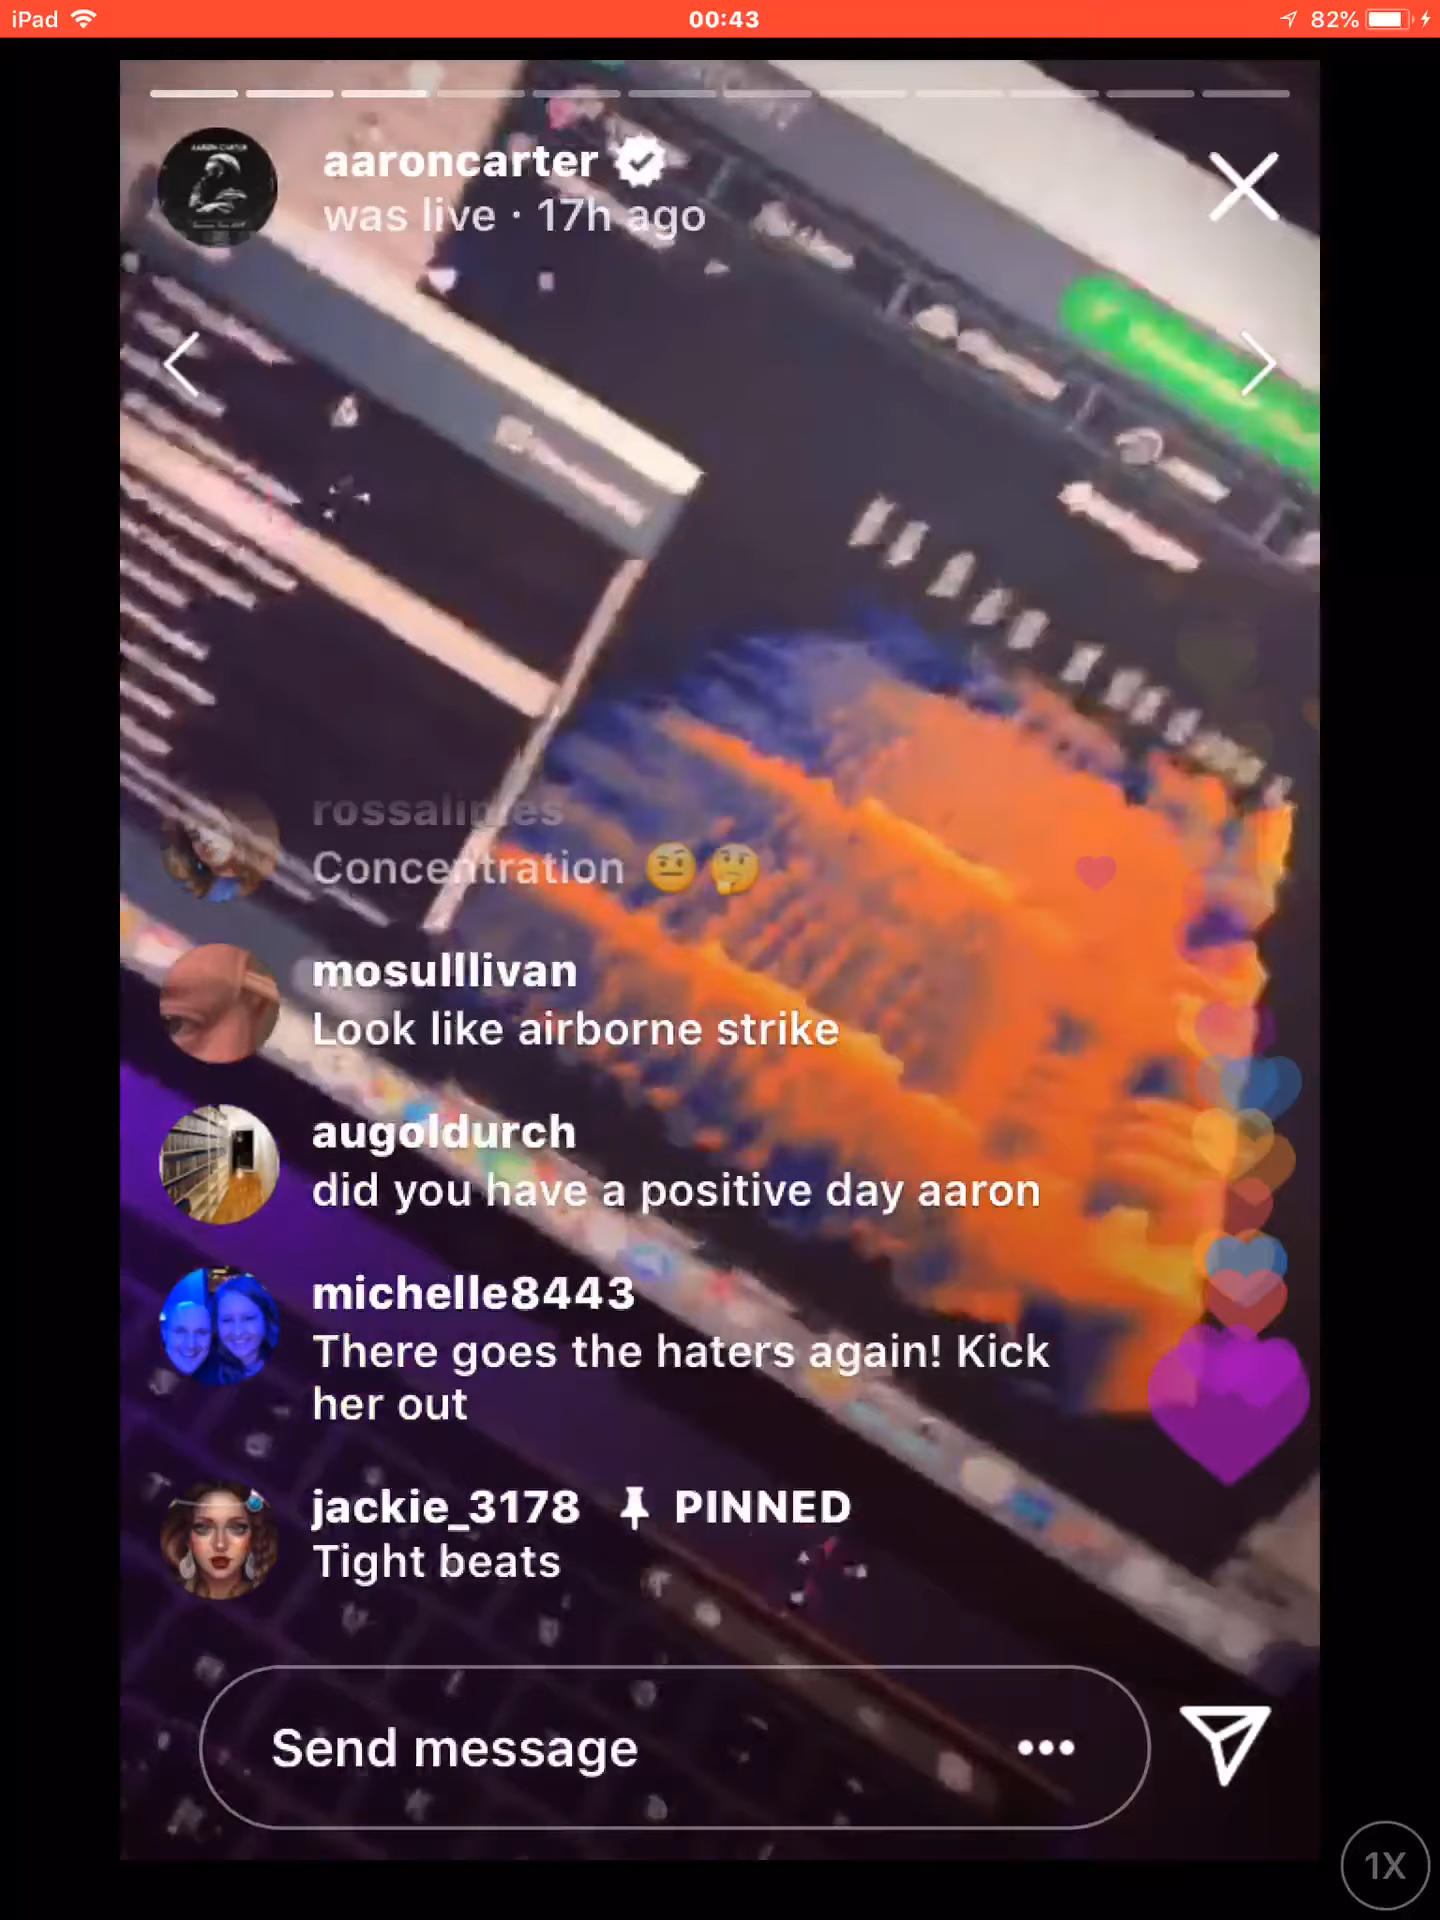 iPad 00:43 82%
aaroncarter
was live · 17h ago
rossalintes
Concentration 🤨 🤔
mosulllivan
Look like airborne strike
augoldurch
did you have a positive day aaron
michelle8443
There goes the haters again! Kick
her out
jackie_3178 PINNED
Tight beats
Send message
1X